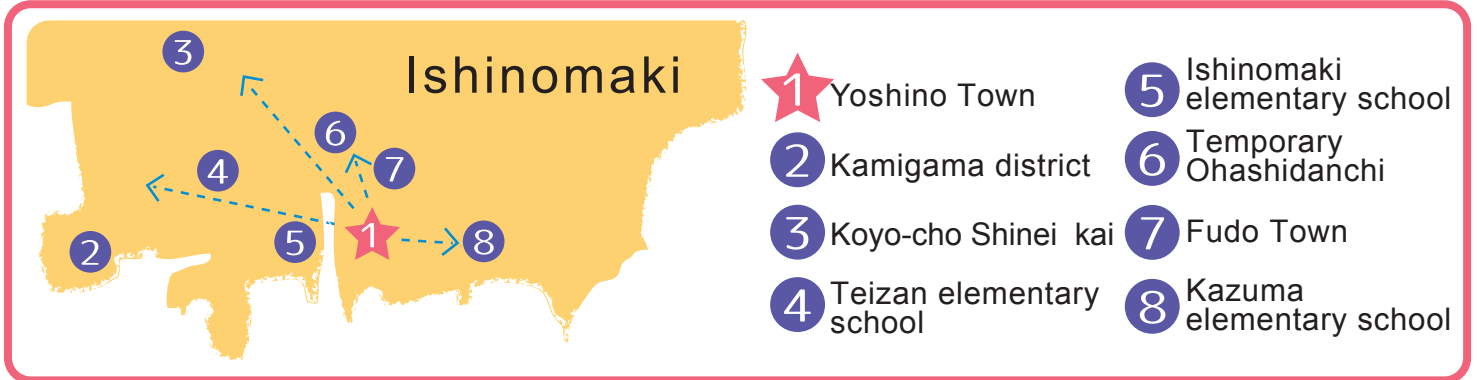 Ishinomaki
3
6
7
4
1
2
5
8
1 Yoshino Town
2 Kamigama district
3 Koyo-cho Shinei kai
4 Teizan elementary
school
5 Ishinomaki
elementary school
6 Temporary
Ohashidanchi
7 Fudo Town
8 Kazuma
elementary school